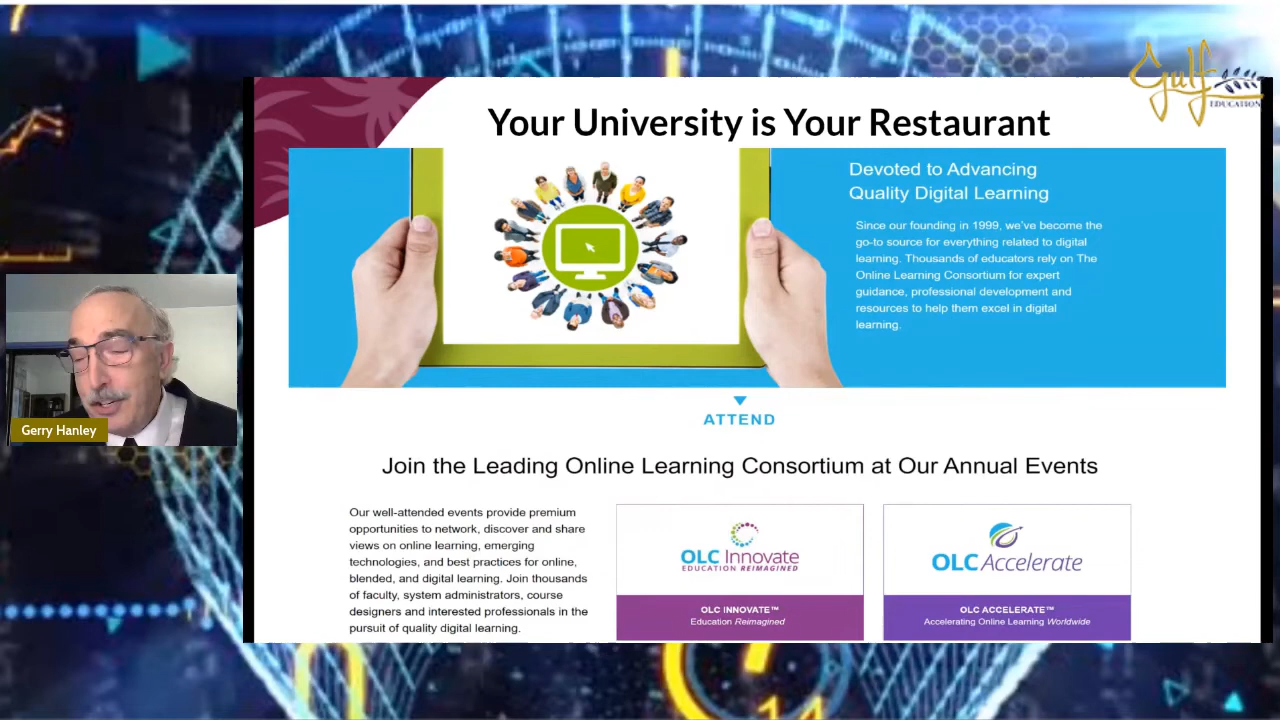 Gulf
EDUCATION
Your University is Your Restaurant
Devoted to Advancing
Quality Digital Learning
Since our founding in 1999, we've become the
go-to source for everything related to digital
learning. Thousands of educators rely on The
Online Learning Consortium for expert
guidance, professional development and
resources to help them excel in digital
learning.
Gerry Hanley
ATTEND
Join the Leading Online Learning Consortium at Our Annual Events
Our well-attended events provide premium
opportunities to network, discover and share
views on online learning, emerging
technologies, and best practices for online,
blended, and digital learning. Join thousands
of faculty, system administrators, course
designers and interested professionals in the
pursuit of quality digital learning.
OLC Innovate
EDUCATION REIMAGINED
OLC INNOVATE™
Education Reimagined
OLC Accelerate
OLC ACCELERATE™
Accelerating Online Learning Worldwide
14